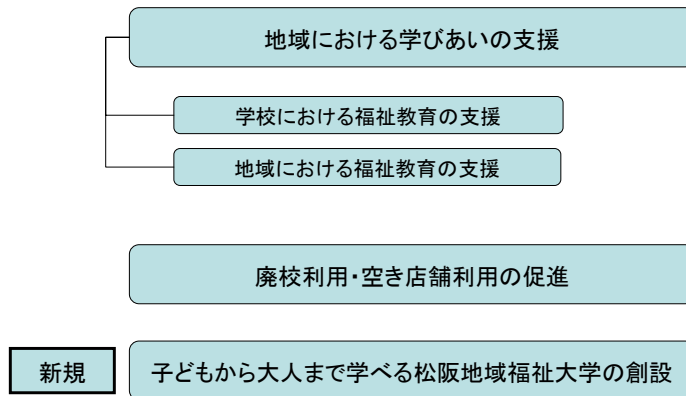 地域における学びあいの支援
学校における福祉教育の支援
地域における福祉教育の支援
廃校利用・空き店舗利用の促進
新規
子どもから大人まで学べる松阪地域福祉大学の創設